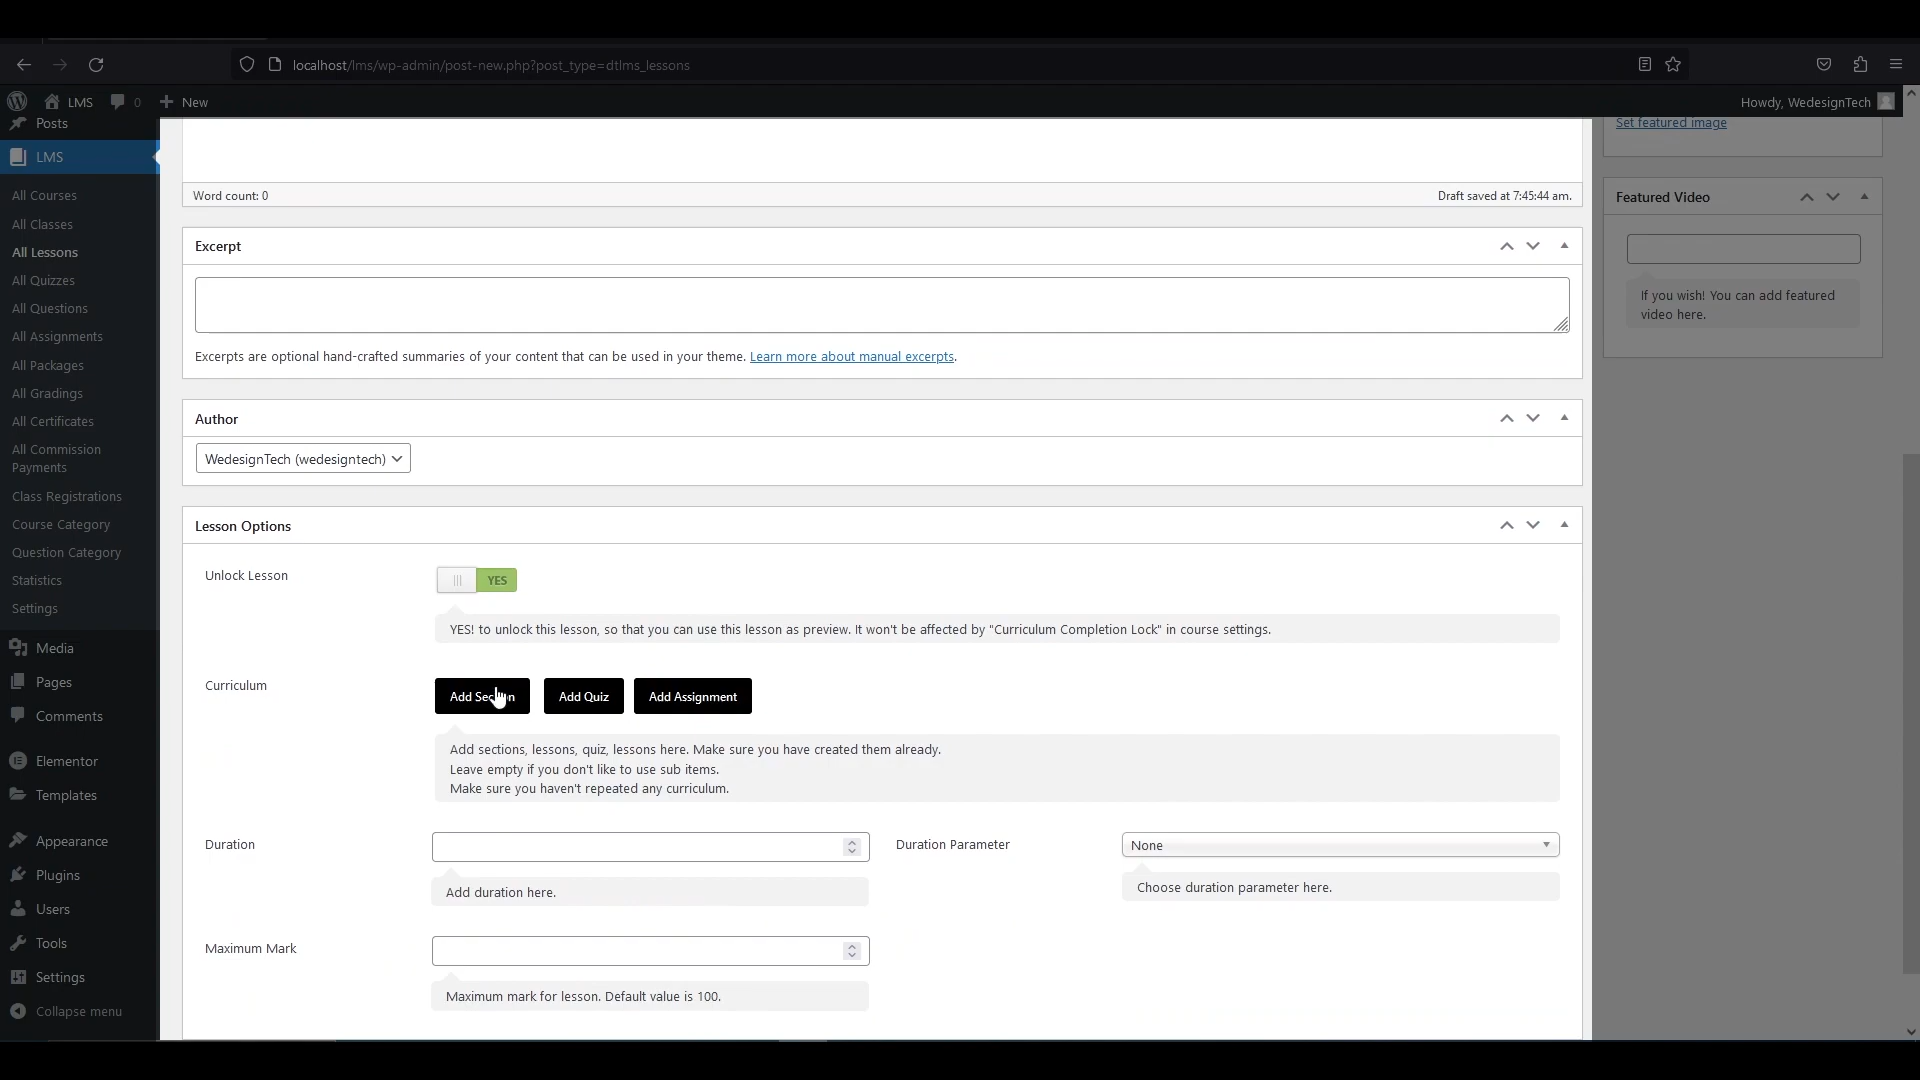 localhost/lms/wp-admin/post-new.php?post_type=dtlms_lessons
LMS
0
New
Howdy, WedesignTech
Posts
LMS
All Courses
All Classes
All Lessons
All Quizzes
All Questions
All Assignments
All Packages
All Gradings
All Certificates
All Commission
Payments
Class Registrations
Course Category
Question Category
Statistics
Settings
Media
Pages
Comments
Elementor
Templates
Appearance
Plugins
Users
Tools
Settings
Collapse menu
Word count: 0
Draft saved at 7:45:44 am.
Excerpt
Excerpts are optional hand-crafted summaries of your content that can be used in your theme. Learn more about manual excerpts.
Author
WedesignTech (wedesigntech)
Lesson Options
Unlock Lesson
YES
YES! to unlock this lesson, so that you can use this lesson as preview. It won't be affected by "Curriculum Completion Lock" in course settings.
Curriculum
Add Section
Add Quiz
Add Assignment
Add sections, lessons, quiz, lessons here. Make sure you have created them already.
Leave empty if you don't like to use sub items.
Make sure you haven't repeated any curriculum.
Duration
Add duration here.
Duration Parameter
None
Choose duration parameter here.
Maximum Mark
Maximum mark for lesson. Default value is 100.
Set featured image
Featured Video
If you wish! You can add featured
video here.